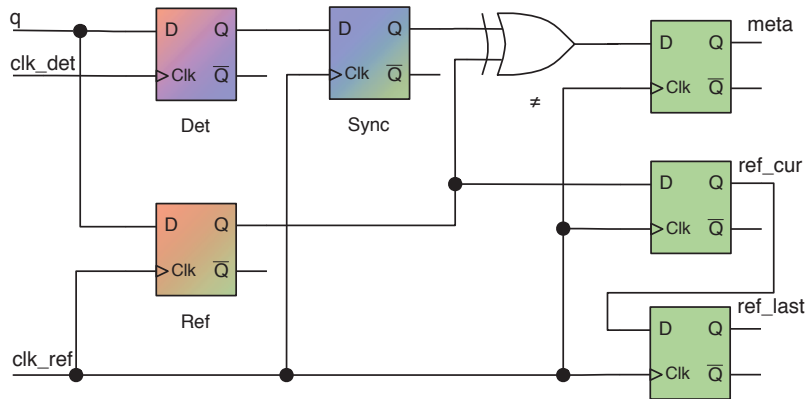 q
clk_det
D Q
Clk Q
Det
D Q
Clk Q
Sync
≠
D Q
Clk Q
meta
D Q
Clk Q
Ref
D Q
Clk Q
ref_cur
D Q
Clk Q
ref_last
clk_ref